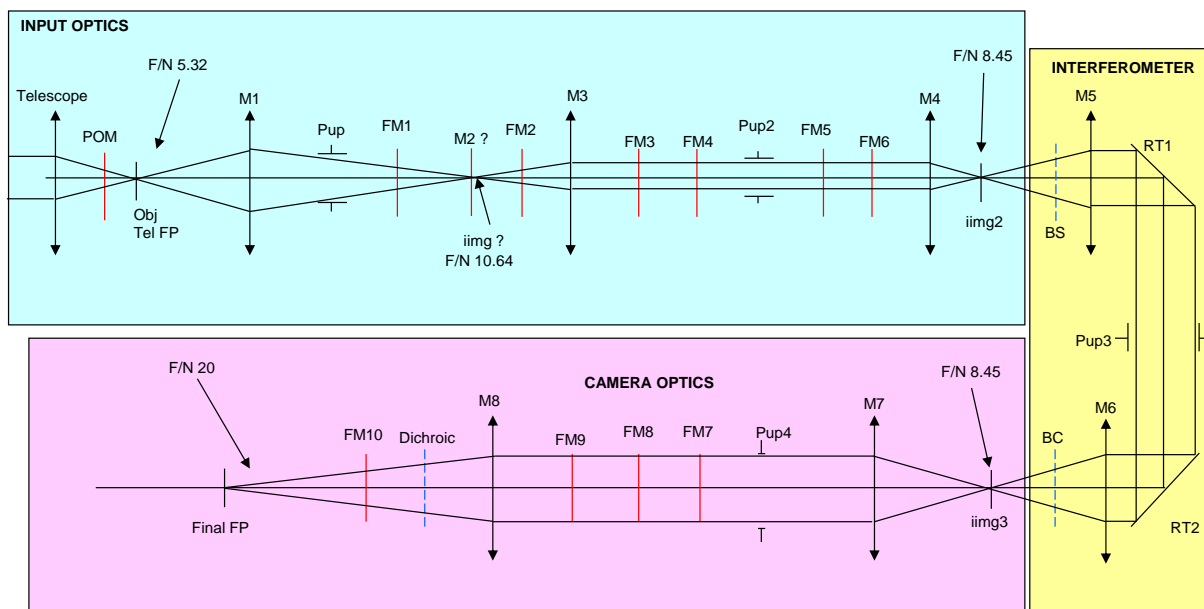 INPUT OPTICS
F/N 5.32
F/N 8.45
INTERFEROMETER
Telescope
M1
M3
M4
M5
POM
Pup
FM1
M2 ?
FM2
FM3
FM4
Pup2
FM5
FM6
RT1
Obj
Tel FP
iimg ?
F/N 10.64
iimg2
BS
Pup3
F/N 20
CAMERA OPTICS
F/N 8.45
M8
M7
M6
FM10
Dichroic
FM9
FM8
FM7
Pup4
BC
Final FP
iimg3
RT2